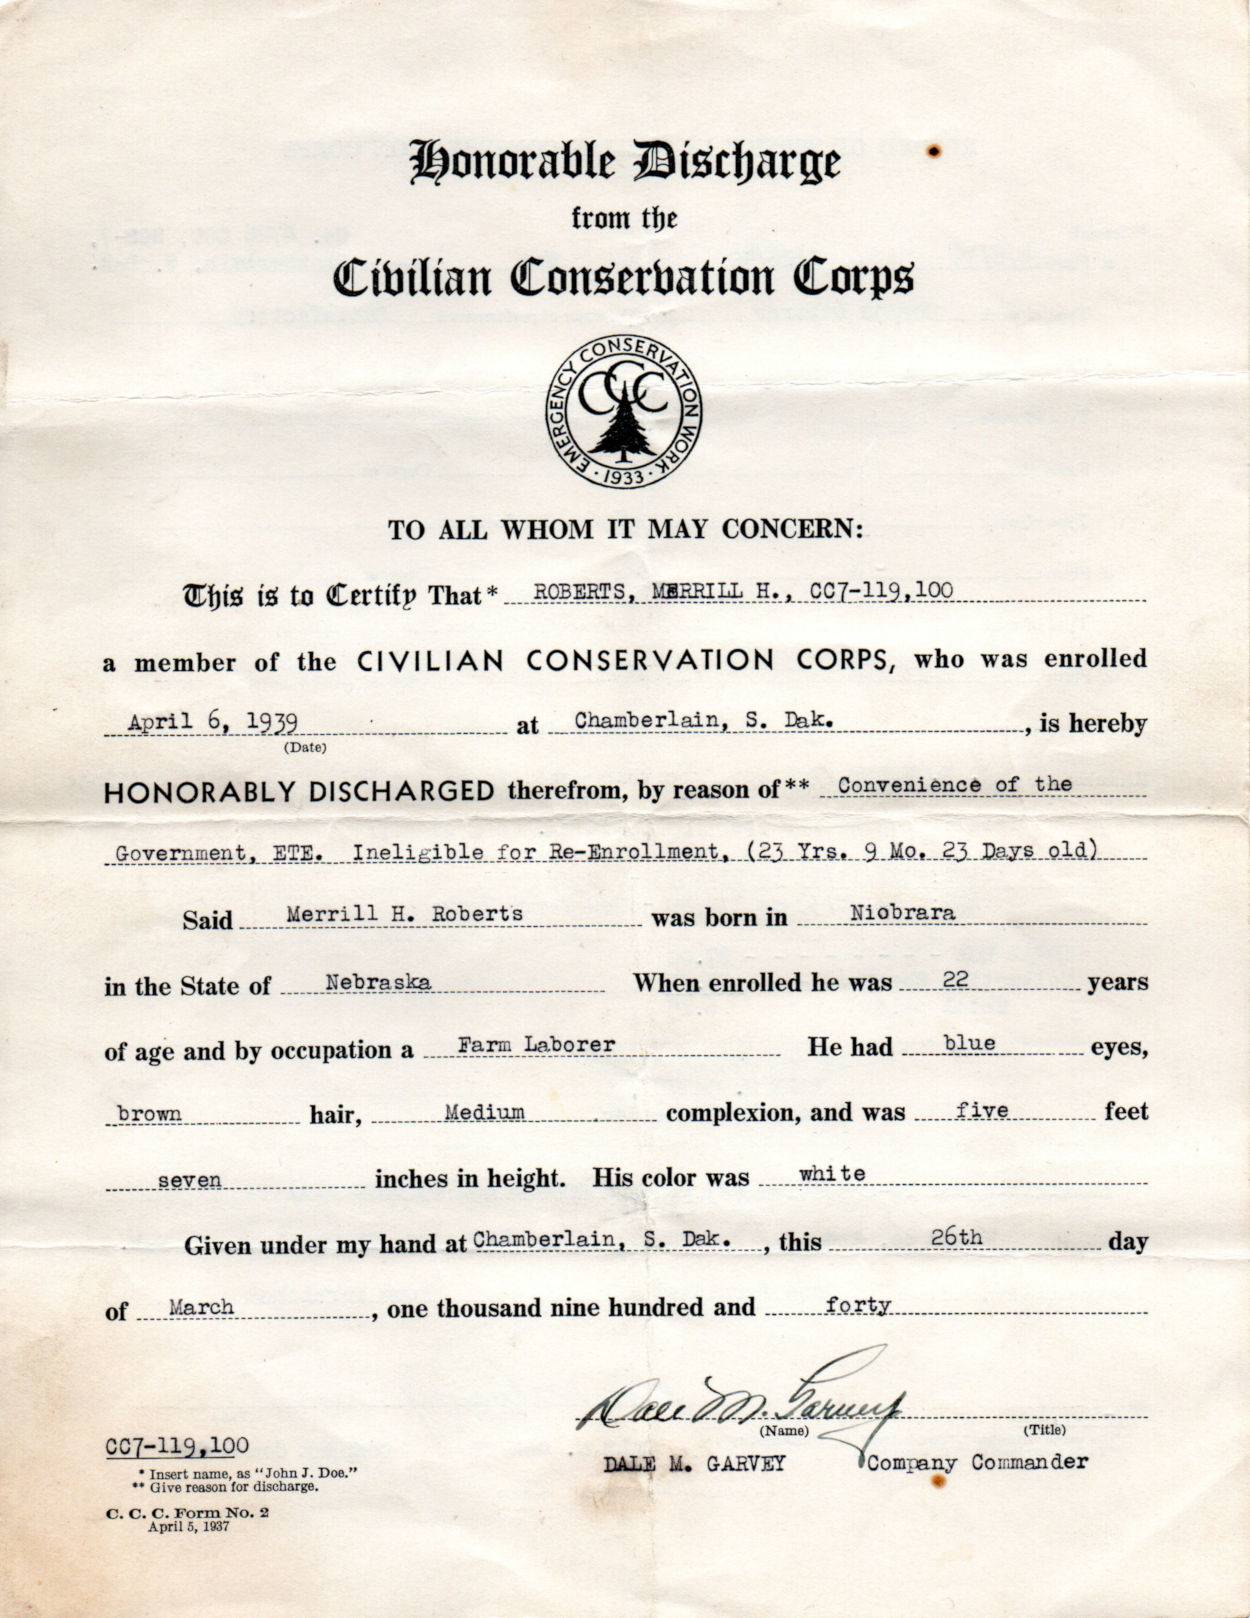 Honorable Discharge
from the
Civilian Conservation Corps
EMERGENCY CONSERVATION WORK
CCC
· 1933 ·
TO ALL WHOM IT MAY CONCERN:
This is to Certify That* ROBERTS, MERRILL H., CC7-119,100
a member of the CIVILIAN CONSERVATION CORPS, who was enrolled
April 6, 1939 at Chamberlain, S. Dak. , is hereby
(Date)
HONORABLY DISCHARGED therefrom, by reason of** Convenience of the
Government, ETE. Ineligible for Re-Enrollment, (23 Yrs. 9 Mo. 23 Days old)
Said Merrill H. Roberts was born in Niobrara
in the State of Nebraska When enrolled he was 22 years
of age and by occupation a Farm Laborer He had blue eyes,
brown hair, Medium complexion, and was five feet
seven inches in height. His color was white
Given under my hand at Chamberlain, S. Dak. , this 26th day
of March , one thousand nine hundred and forty
Dale M. Garvey
(Name) (Title)
DALE M. GARVEY Company Commander
CC7-119,100
* Insert name, as "John J. Doe."
** Give reason for discharge.
C. C. C. Form No. 2
April 5, 1937